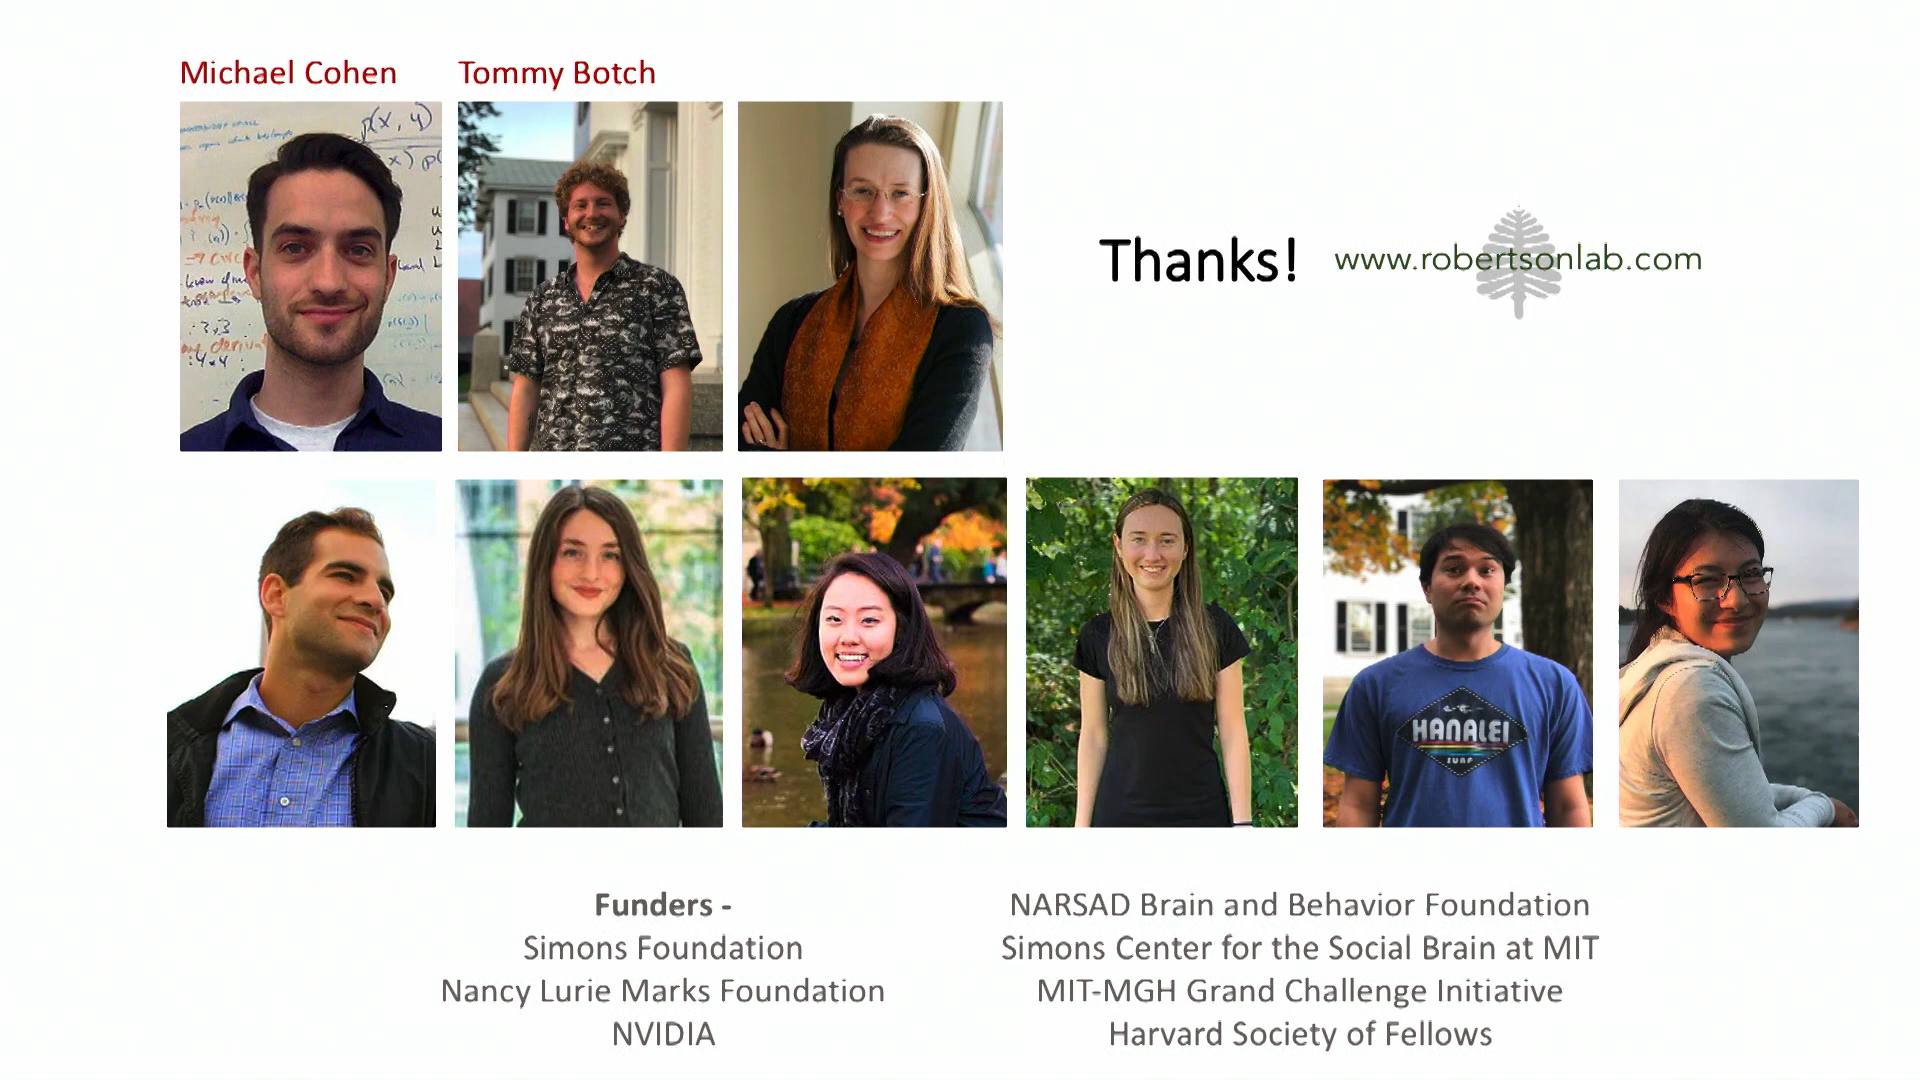 Michael Cohen
Tommy Botch
p(x, y)
Thanks!
www.robertsonlab.com
HANALEI
SURF
Funders -
Simons Foundation
Nancy Lurie Marks Foundation
NVIDIA
NARSAD Brain and Behavior Foundation
Simons Center for the Social Brain at MIT
MIT-MGH Grand Challenge Initiative
Harvard Society of Fellows